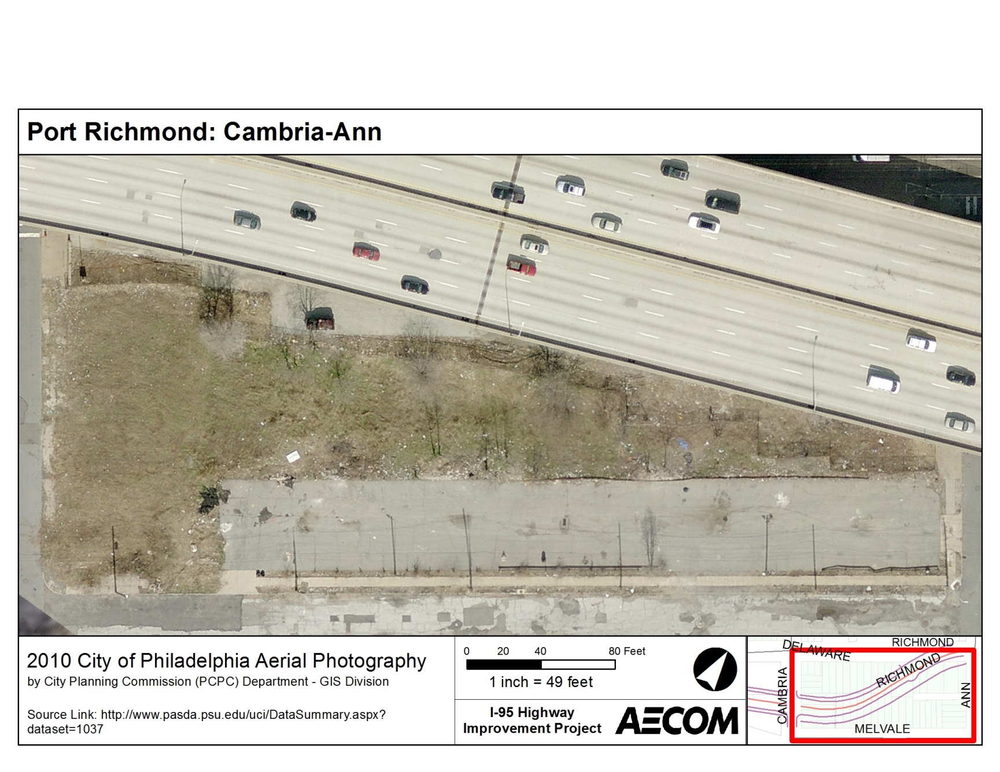 Port Richmond: Cambria-Ann
2010 City of Philadelphia Aerial Photography
by City Planning Commission (PCPC) Department - GIS Division
Source Link: http://www.pasda.psu.edu/uci/DataSummary.aspx?
dataset=1037
0 20 40 80 Feet
1 inch = 49 feet
I-95 Highway
Improvement Project
AECOM
DELAWARE
RICHMOND
RICHMOND
CAMBRIA
ANN
MELVALE